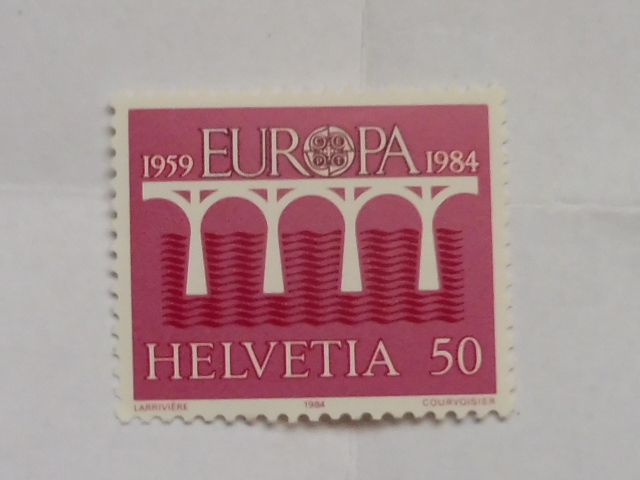 1959 EUROPA 1984
HELVETIA 50
LARRIVIÈRE 1984 COURVOISIER